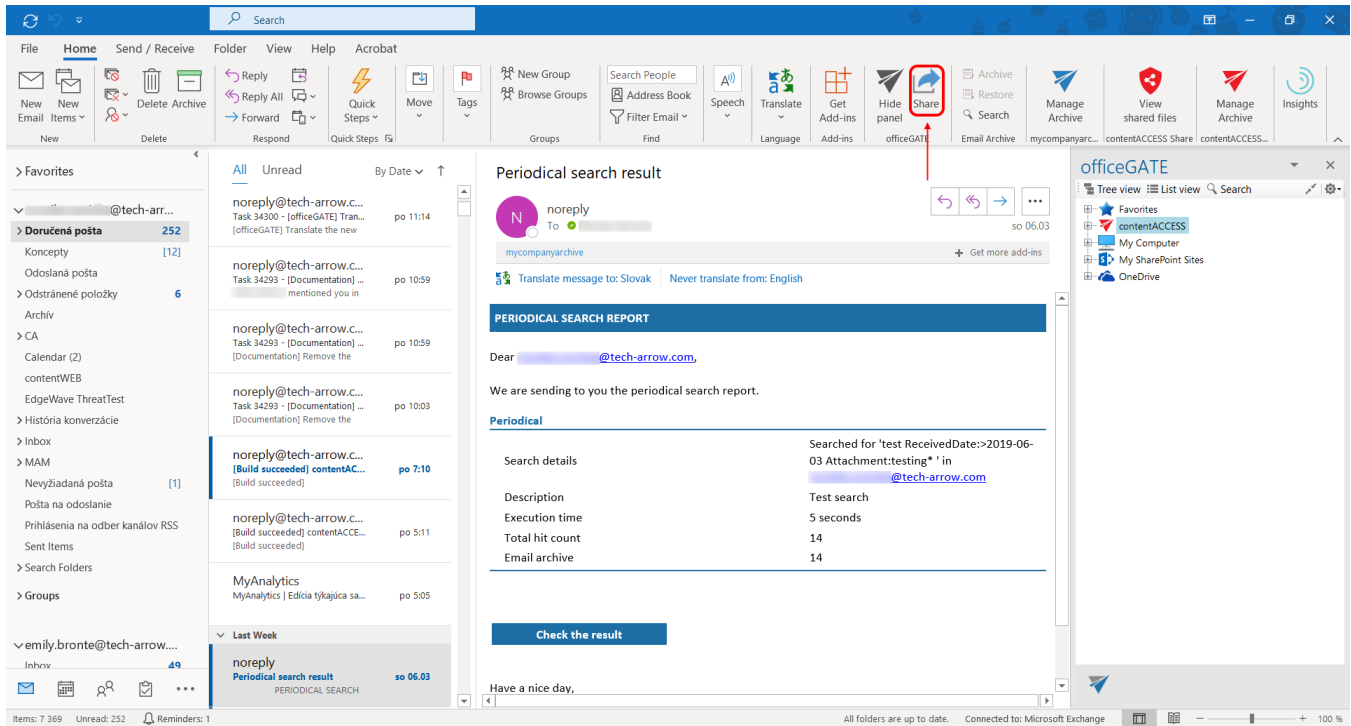 Search
File Home Send / Receive Folder View Help Acrobat
New Email
New Items
Delete
Archive
Reply
Reply All
Forward
Quick Steps
Move
Tags
New Group
Browse Groups
Search People
Address Book
Filter Email
Speech
Translate
Get Add-ins
Hide panel
Share
Archive
Restore
Search
Manage Archive
View shared files
Manage Archive
Insights
New Delete Respond Quick Steps Groups Find Language Add-ins officeGATE Email Archive mycompanyarc... contentACCESS Share contentACCESS...
Favorites
@tech-arr...
Doručená pošta 252
Koncepty [12]
Odoslaná pošta
Odstránené položky 6
Archív
CA
Calendar (2)
contentWEB
EdgeWave ThreatTest
História konverzácie
Inbox
MAM
Nevyžiadaná pošta [1]
Pošta na odoslanie
Prihlásenia na odber kanálov RSS
Sent Items
Search Folders
Groups
emily.bronte@tech-arrow....
Inbox 49
All Unread By Date
noreply@tech-arrow.c...
Task 34300 - [officeGATE] Tran... po 11:14
[officeGATE] Translate the new
noreply@tech-arrow.c...
Task 34293 - [Documentation] ... po 10:59
mentioned you in
noreply@tech-arrow.c...
Task 34293 - [Documentation] ... po 10:59
[Documentation] Remove the
noreply@tech-arrow.c...
Task 34293 - [Documentation] ... po 10:03
[Documentation] Remove the
noreply@tech-arrow.c...
[Build succeeded] contentAC... po 7:10
[Build succeeded]
noreply@tech-arrow.c...
[Build succeeded] contentACCE... po 5:11
[Build succeeded]
MyAnalytics
MyAnalytics | Edícia týkajúca sa... po 5:05
Last Week
noreply
Periodical search result so 06.03
PERIODICAL SEARCH
Periodical search result
N
noreply
To
so 06.03
mycompanyarchive
Get more add-ins
Translate message to: Slovak Never translate from: English
PERIODICAL SEARCH REPORT
Dear @tech-arrow.com,
We are sending to you the periodical search report.
Periodical
Search details
Searched for 'test ReceivedDate:>2019-06-
03 Attachment:testing* ' in
@tech-arrow.com
Description Test search
Execution time 5 seconds
Total hit count 14
Email archive 14
Check the result
Have a nice day,
officeGATE
Tree view List view Search
Favorites
contentACCESS
My Computer
My SharePoint Sites
OneDrive
Items: 7 369 Unread: 252 Reminders: 1 All folders are up to date. Connected to: Microsoft Exchange 100 %